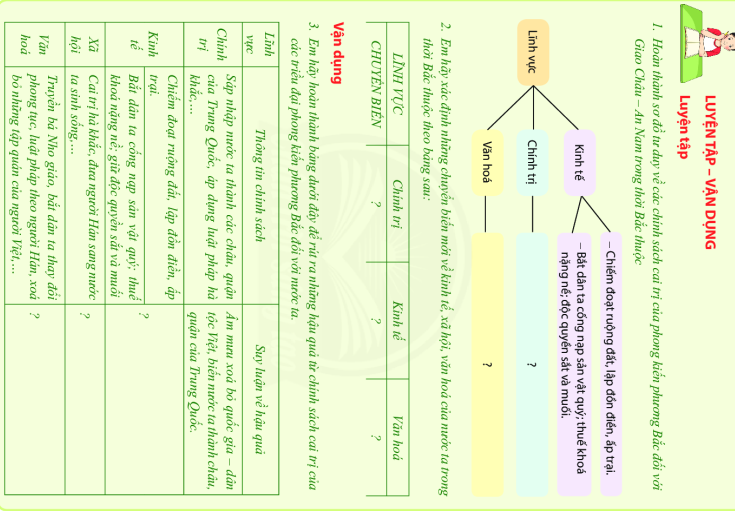 LUYỆN TẬP – VẬN DỤNG
Luyện tập
1. Hoàn thành sơ đồ tư duy về các chính sách cai trị của phong kiến phương Bắc đối với
Giao Châu – An Nam trong thời Bắc thuộc
Lĩnh vực
Kinh tế
– Chiếm đoạt ruộng đất, lập đồn điền, ấp trại.
– Bắt dân ta cống nạp sản vật quý; thuế khoá
nặng nề; độc quyền sắt và muối.
Chính trị
?
Văn hoá
?
2. Em hãy xác định những chuyển biến mới về kinh tế, xã hội, văn hoá của nước ta trong
thời Bắc thuộc theo bảng sau:
LĨNH VỰC Chính trị Kinh tế Văn hoá
CHUYỂN BIẾN ? ? ?
Vận dụng
3. Em hãy hoàn thành bảng dưới đây để rút ra những hậu quả từ chính sách cai trị của
các triều đại phong kiến phương Bắc đối với nước ta.
Lĩnh
vực
Thông tin chính sách
Suy luận về hậu quả
Chính
trị
Sáp nhập nước ta thành các châu, quận
của Trung Quốc, áp dụng luật pháp hà
khắc,...
Âm mưu xoá bỏ quốc gia – dân
tộc Việt, biến nước ta thành châu,
quận của Trung Quốc.
Kinh
tế
Chiếm đoạt ruộng đất, lập đồn điền, ấp
trại.
Bắt dân ta cống nạp sản vật quý; thuế
khoá nặng nề, giữ độc quyền sắt và muối
?
Xã
hội
Cai trị hà khắc, đưa người Hán sang nước
ta sinh sống,...
?
Văn
hoá
Truyền bá Nho giáo, bắt dân ta thay đổi
phong tục, luật pháp theo người Hán, xoá
bỏ những tập quán của người Việt,...
?